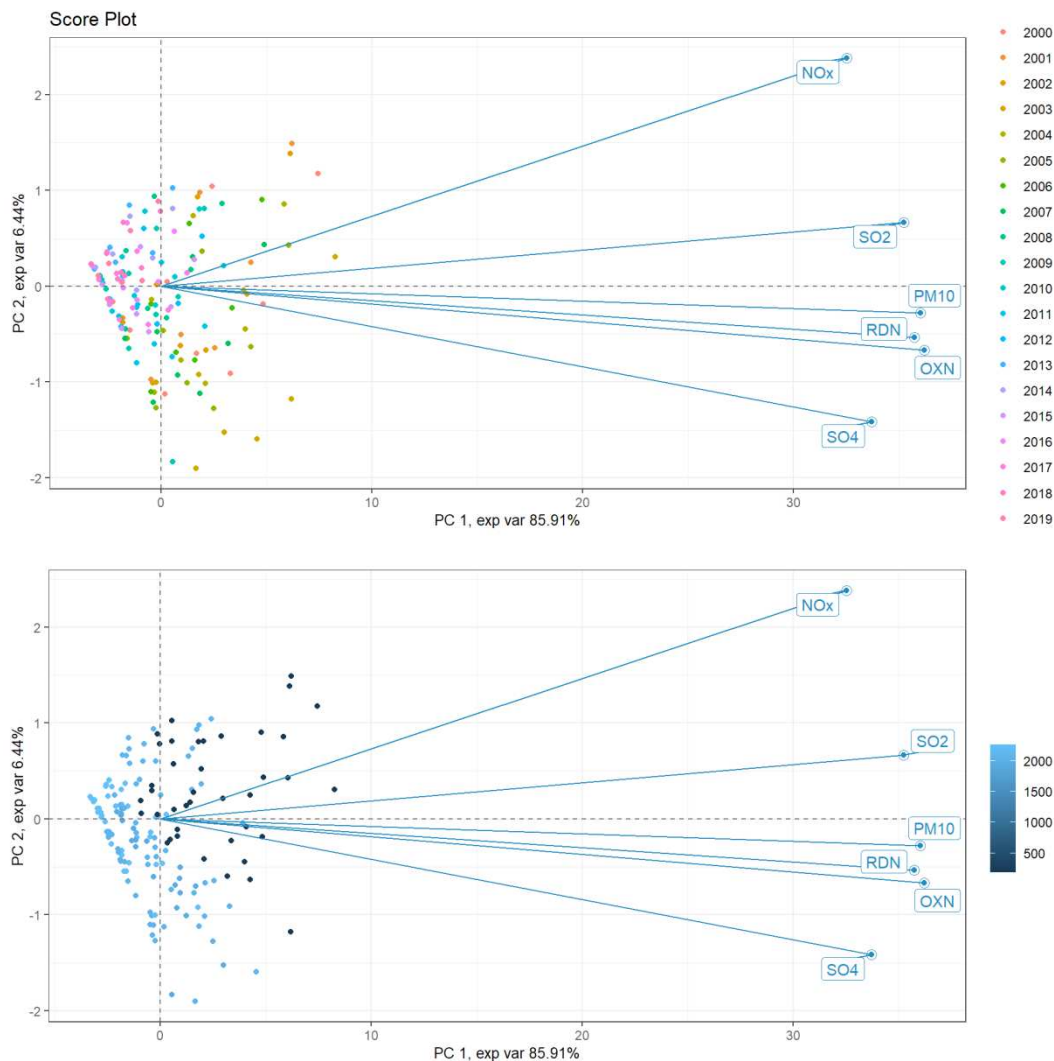 Score Plot
PC 2, exp var 6.44%
2
1
0
-1
-2
NOx
SO2
PM10
RDN
OXN
SO4
0
10
20
30
PC 1, exp var 85.91%
2000
2001
2002
2003
2004
2005
2006
2007
2008
2009
2010
2011
2012
2013
2014
2015
2016
2017
2018
2019
PC 2, exp var 6.44%
2
1
0
-1
-2
NOx
SO2
PM10
RDN
OXN
SO4
0
10
20
30
PC 1, exp var 85.91%
2000
1500
1000
500